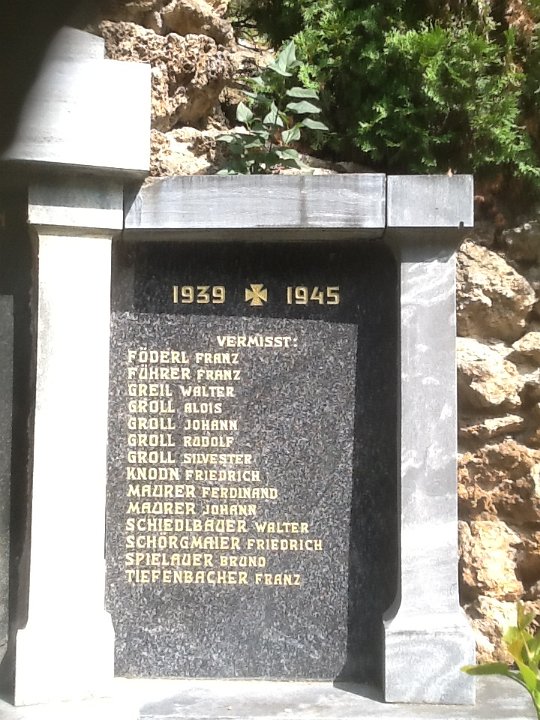 1939 ✠ 1945
VERMISST:
FÖDERL FRANZ
FÜHRER FRANZ
GREIL WALTER
GROLL ALOIS
GROLL JOHANN
GROLL RUDOLF
GROLL SILVESTER
KNODN FRIEDRICH
MAURER FERDINAND
MAURER JOHANN
SCHIEDLBAUER WALTER
SCHÖRGMAIER FRIEDRICH
SPIELAUER BRUNO
TIEFENBACHER FRANZ